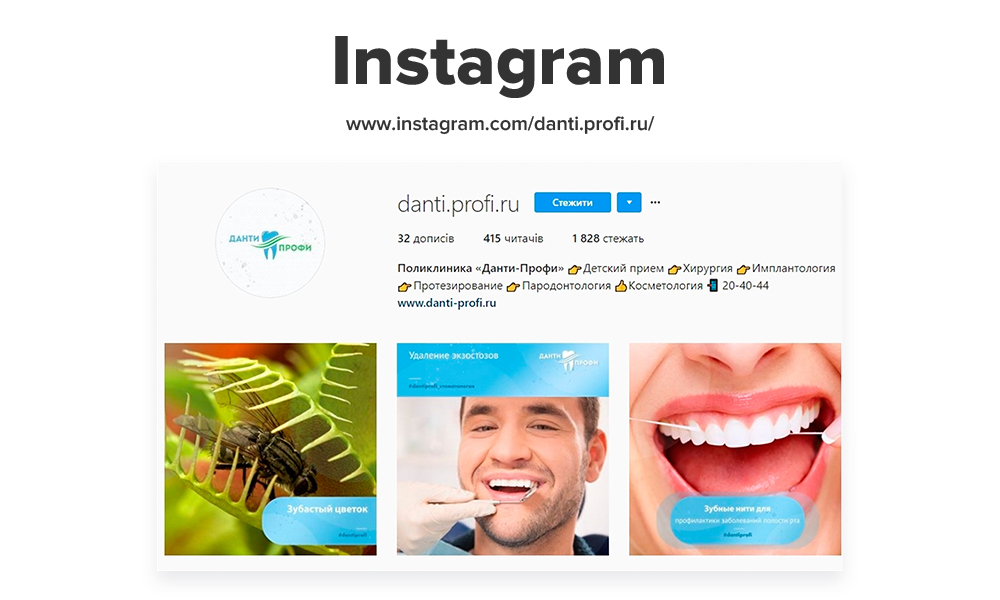 Instagram
www.instagram.com/danti.profi.ru/
ДАНТИ
ПРОФИ
danti.profi.ru Стежити
32 дописів 415 читачів 1 828 стежать
Поликлиника «Данти-Профи» 👉Детский прием 👉Хирургия 👉Имплантология
👉Протезирование 👉Пародонтология 👍Косметология 📲 20-40-44
www.danti-profi.ru
Зубастый цветок
#dantiprofi
Удаление экзостозов
ДАНТИ
ПРОФИ
#dantiprofi_стоматология
Зубные нити для
профилактики заболеваний полости рта
#dantiprofi